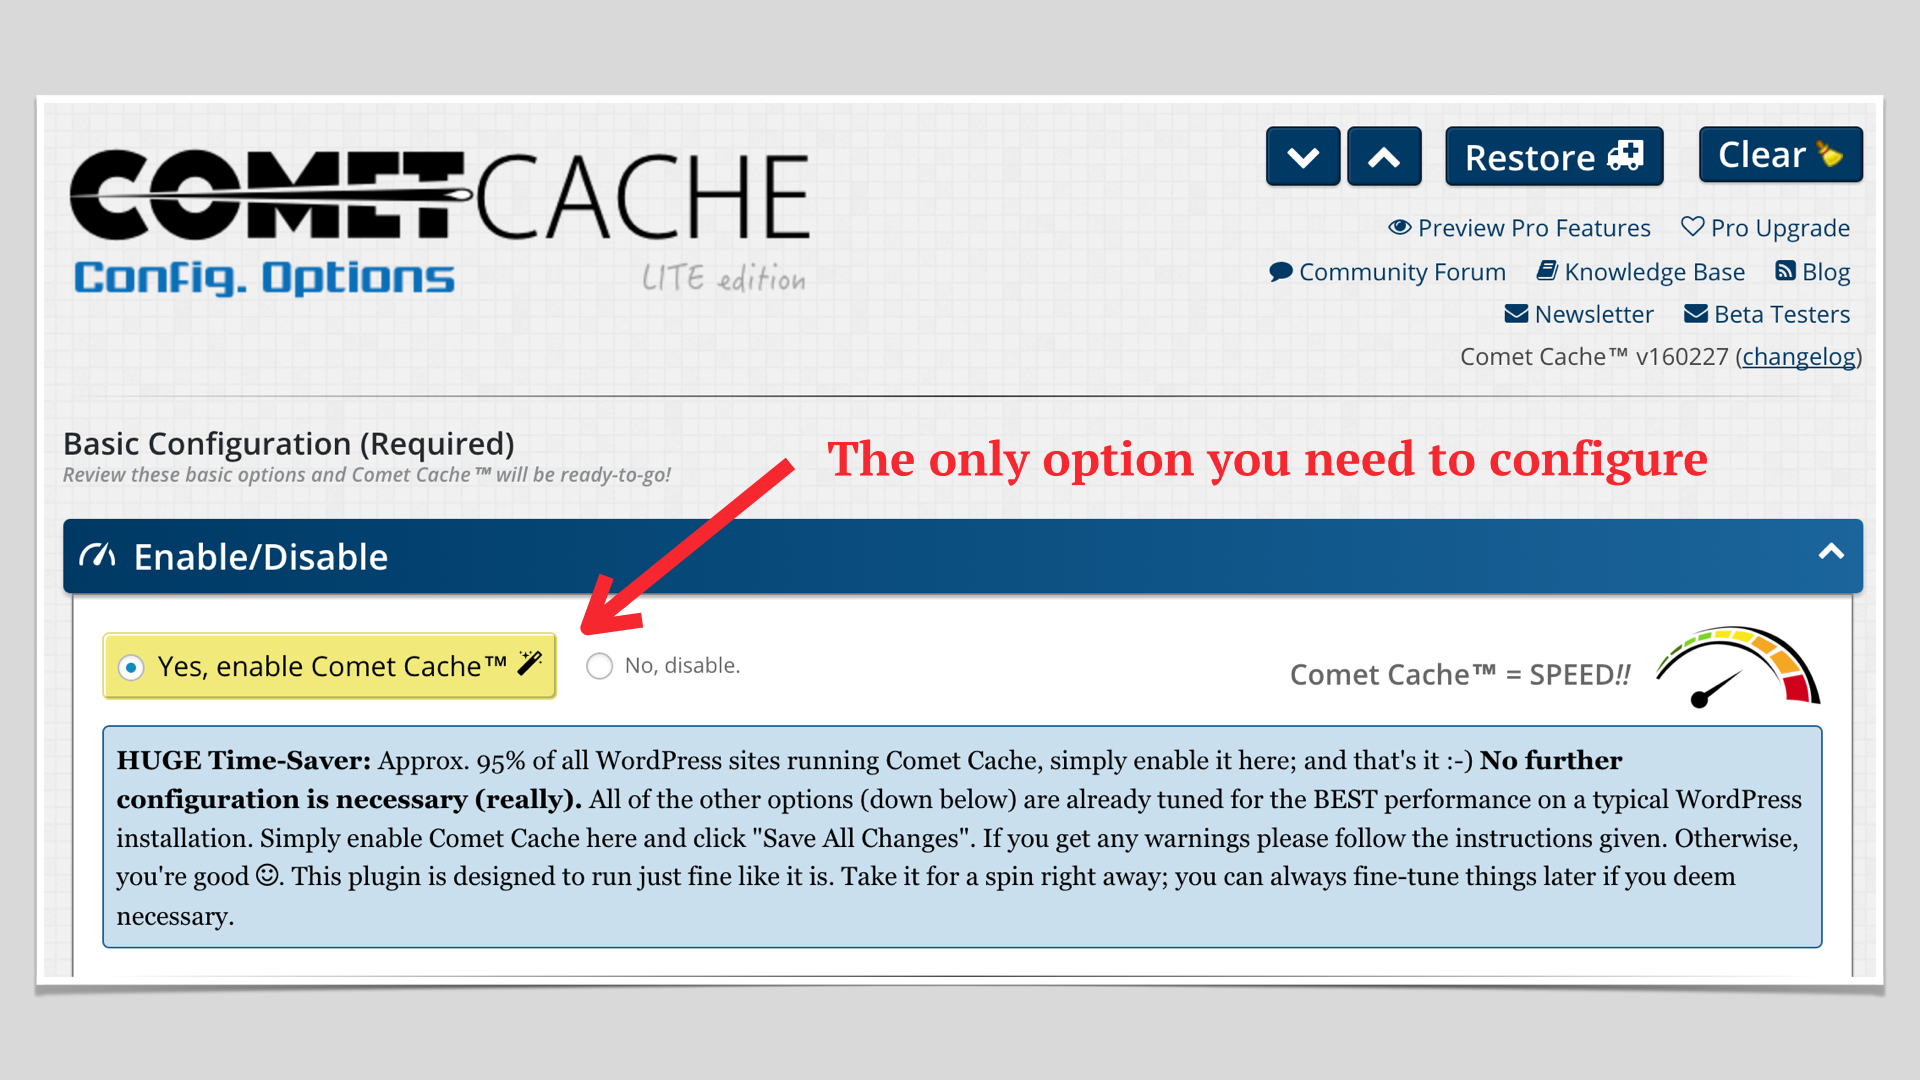 COMETCACHE
Config. Options
LITE edition
Restore
Clear
Preview Pro Features Pro Upgrade
Community Forum Knowledge Base Blog
Newsletter Beta Testers
Comet Cache™ v160227 (changelog)
Basic Configuration (Required)
Review these basic options and Comet Cache™ will be ready-to-go!
The only option you need to configure
Enable/Disable
Yes, enable Comet Cache™ No, disable.
Comet Cache™ = SPEED!!
HUGE Time-Saver: Approx. 95% of all WordPress sites running Comet Cache, simply enable it here; and that's it :-) No further
configuration is necessary (really). All of the other options (down below) are already tuned for the BEST performance on a typical WordPress
installation. Simply enable Comet Cache here and click "Save All Changes". If you get any warnings please follow the instructions given. Otherwise,
you're good ☺. This plugin is designed to run just fine like it is. Take it for a spin right away; you can always fine-tune things later if you deem
necessary.